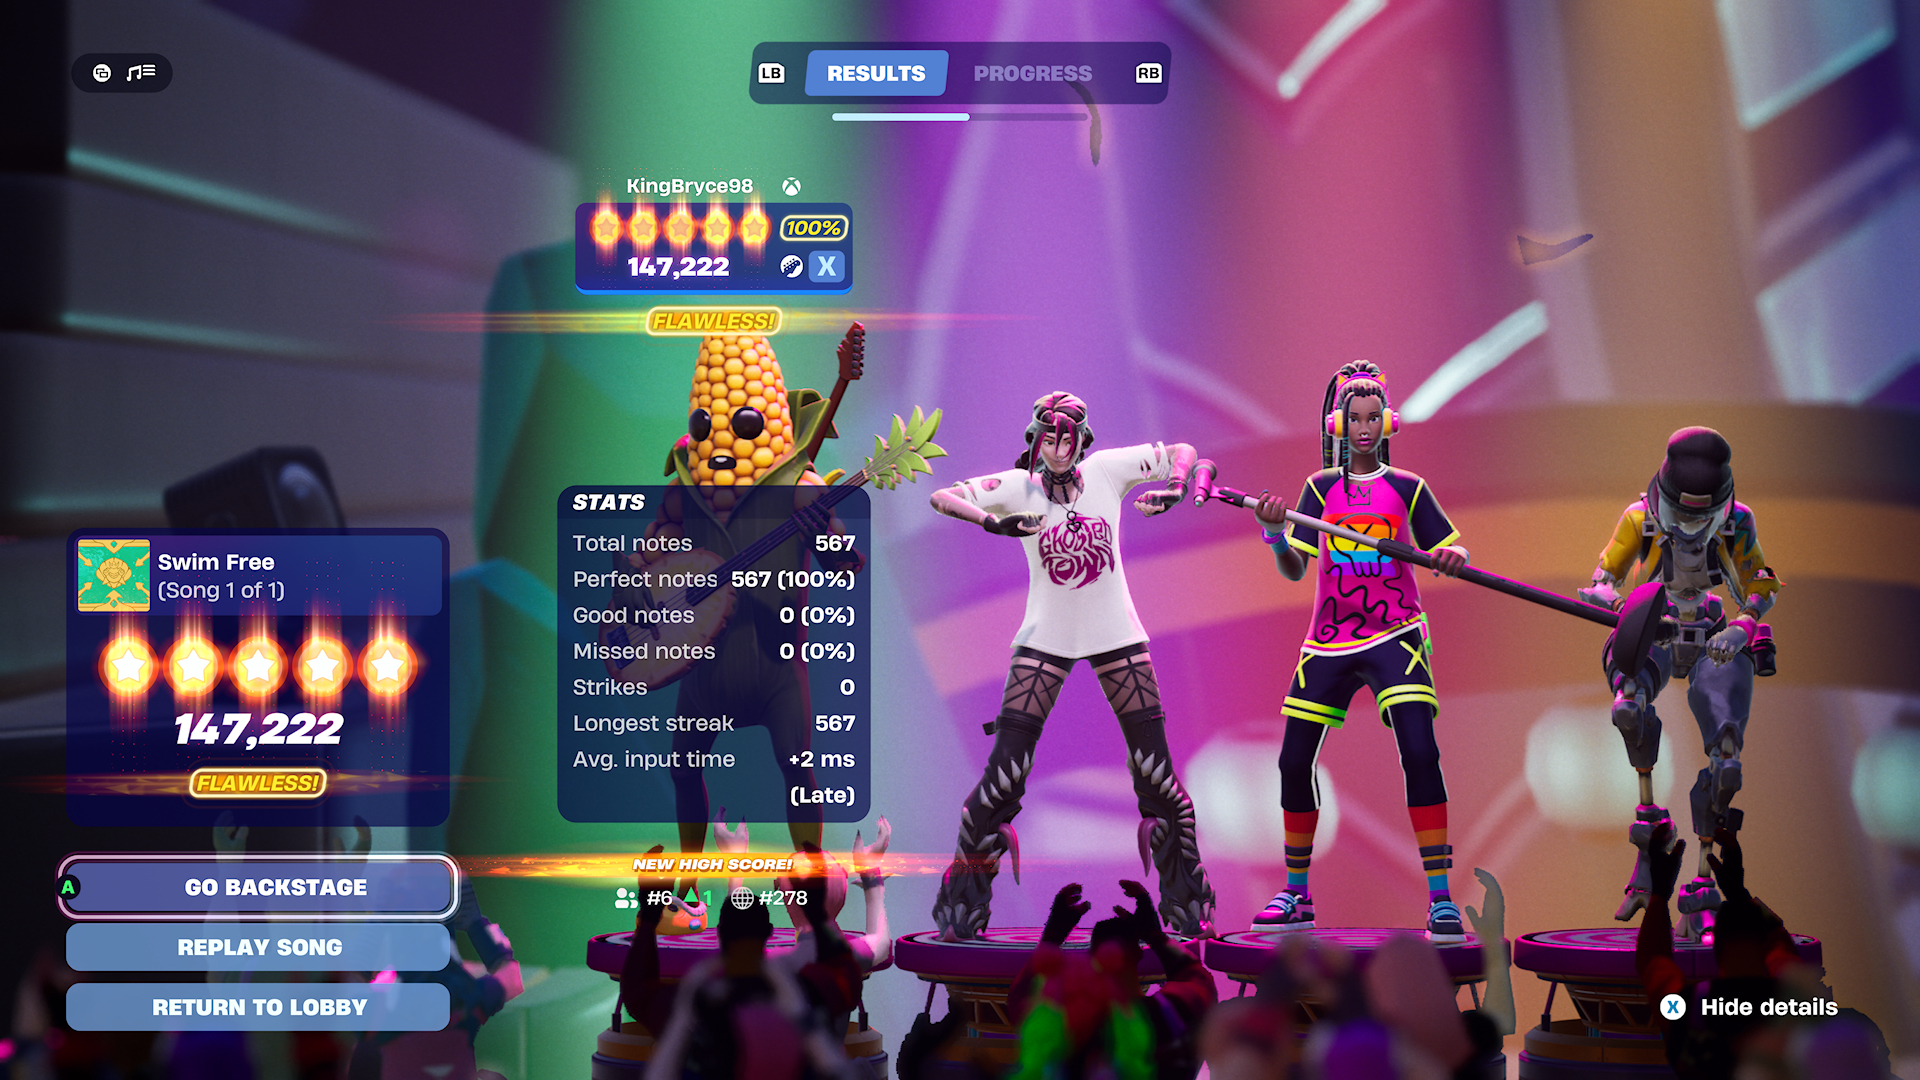 LB RESULTS PROGRESS RB
KingBryce98
100%
147,222 X
FLAWLESS!
STATS
Total notes 567
Perfect notes 567 (100%)
Good notes 0 (0%)
Missed notes 0 (0%)
Strikes 0
Longest streak 567
Avg. input time +2 ms
(Late)
NEW HIGH SCORE!
#6 1 #278
Swim Free
(Song 1 of 1)
147,222
FLAWLESS!
A GO BACKSTAGE
REPLAY SONG
RETURN TO LOBBY
GHOSTED
TOWN
X Hide details